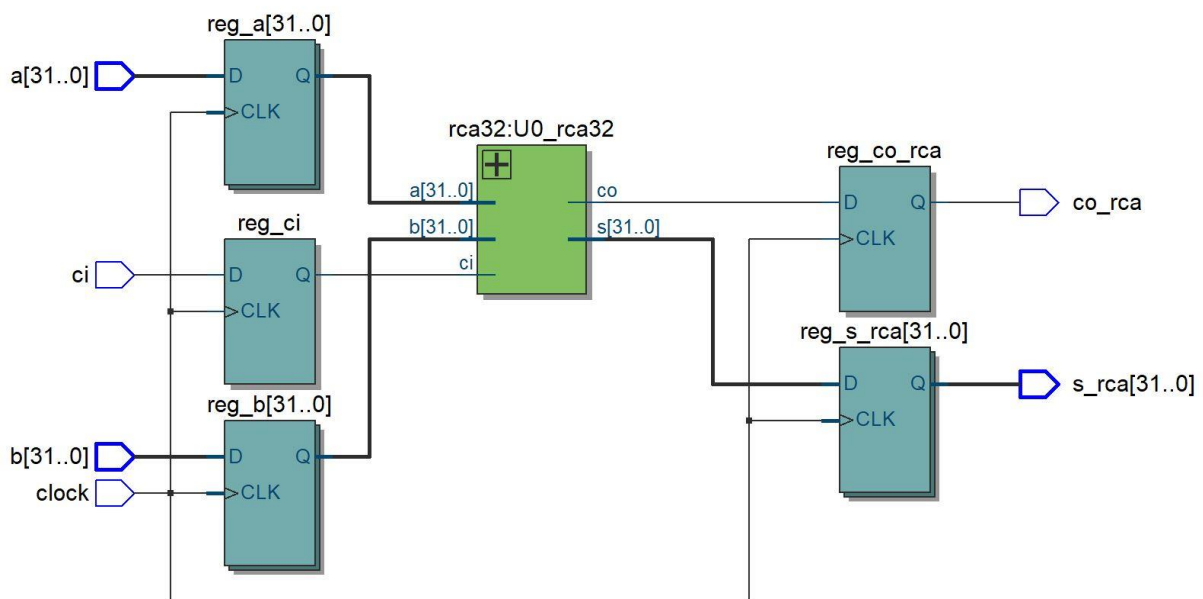 reg_a[31..0]
a[31..0]
D Q
CLK
rca32:U0_rca32
a[31..0] co
b[31..0] s[31..0]
ci
reg_co_rca
D Q
CLK
co_rca
reg_ci
ci
D Q
CLK
reg_s_rca[31..0]
D Q
CLK
s_rca[31..0]
reg_b[31..0]
b[31..0]
D Q
clock
CLK